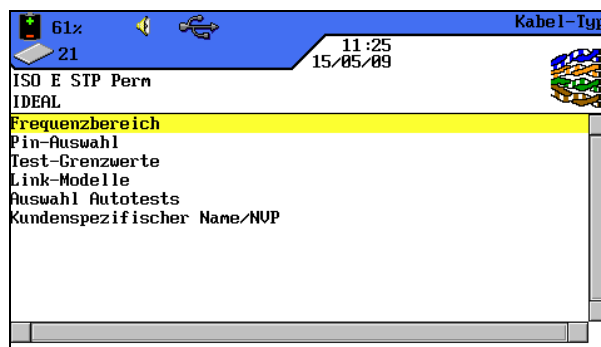 61%
Kabel-Typ
21
11:25
15/05/09
ISO E STP Perm
IDEAL
Frequenzbereich
Pin-Auswahl
Test-Grenzwerte
Link-Modelle
Auswahl Autotests
Kundenspezifischer Name/NVP